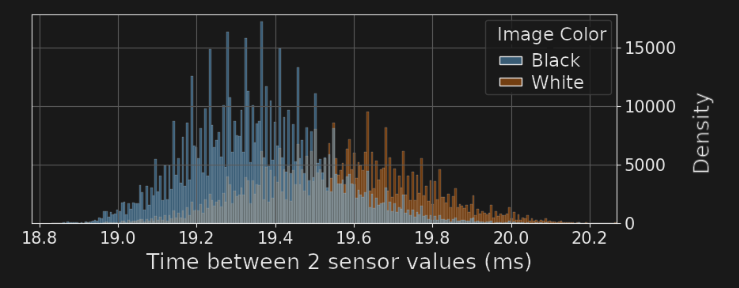 Image Color
Black
White
15000
10000
5000
0
Density
18.8 19.0 19.2 19.4 19.6 19.8 20.0 20.2
Time between 2 sensor values (ms)